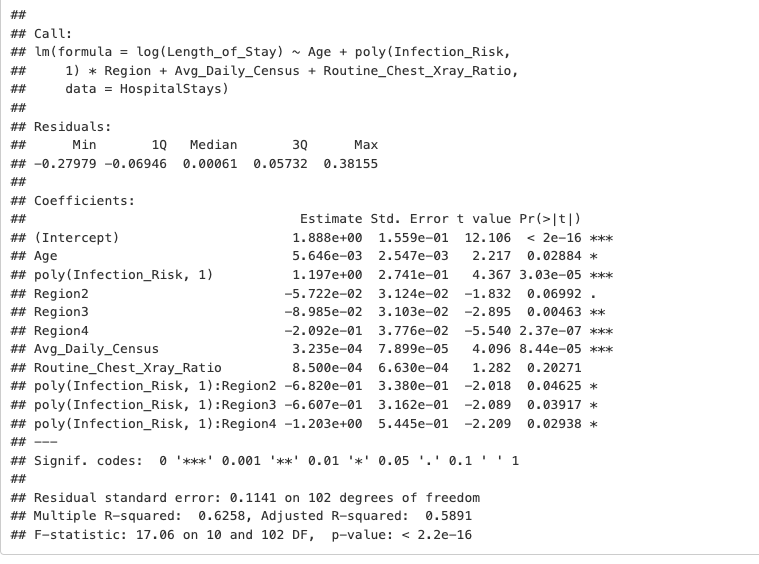 ##
## Call:
## lm(formula = log(Length_of_Stay) ~ Age + poly(Infection_Risk,
##     1) * Region + Avg_Daily_Census + Routine_Chest_Xray_Ratio,
##     data = HospitalStays)
##
## Residuals:
##      Min       1Q   Median       3Q      Max
## -0.27979 -0.06946  0.00061  0.05732  0.38155
##
## Coefficients:
##                                   Estimate Std. Error t value Pr(>|t|)
## (Intercept)                      1.888e+00  1.559e-01  12.106  < 2e-16 ***
## Age                              5.646e-03  2.547e-03   2.217  0.02884 *
## poly(Infection_Risk, 1)          1.197e+00  2.741e-01   4.367 3.03e-05 ***
## Region2                         -5.722e-02  3.124e-02  -1.832  0.06992 .
## Region3                         -8.985e-02  3.103e-02  -2.895  0.00463 **
## Region4                         -2.092e-01  3.776e-02  -5.540 2.37e-07 ***
## Avg_Daily_Census                 3.235e-04  7.899e-05   4.096 8.44e-05 ***
## Routine_Chest_Xray_Ratio         8.500e-04  6.630e-04   1.282  0.20271
## poly(Infection_Risk, 1):Region2 -6.820e-01  3.380e-01  -2.018  0.04625 *
## poly(Infection_Risk, 1):Region3 -6.607e-01  3.162e-01  -2.089  0.03917 *
## poly(Infection_Risk, 1):Region4 -1.203e+00  5.445e-01  -2.209  0.02938 *
## ---
## Signif. codes:  0 '***' 0.001 '**' 0.01 '*' 0.05 '.' 0.1 ' ' 1
##
## Residual standard error: 0.1141 on 102 degrees of freedom
## Multiple R-squared:  0.6258, Adjusted R-squared:  0.5891
## F-statistic: 17.06 on 10 and 102 DF,  p-value: < 2.2e-16